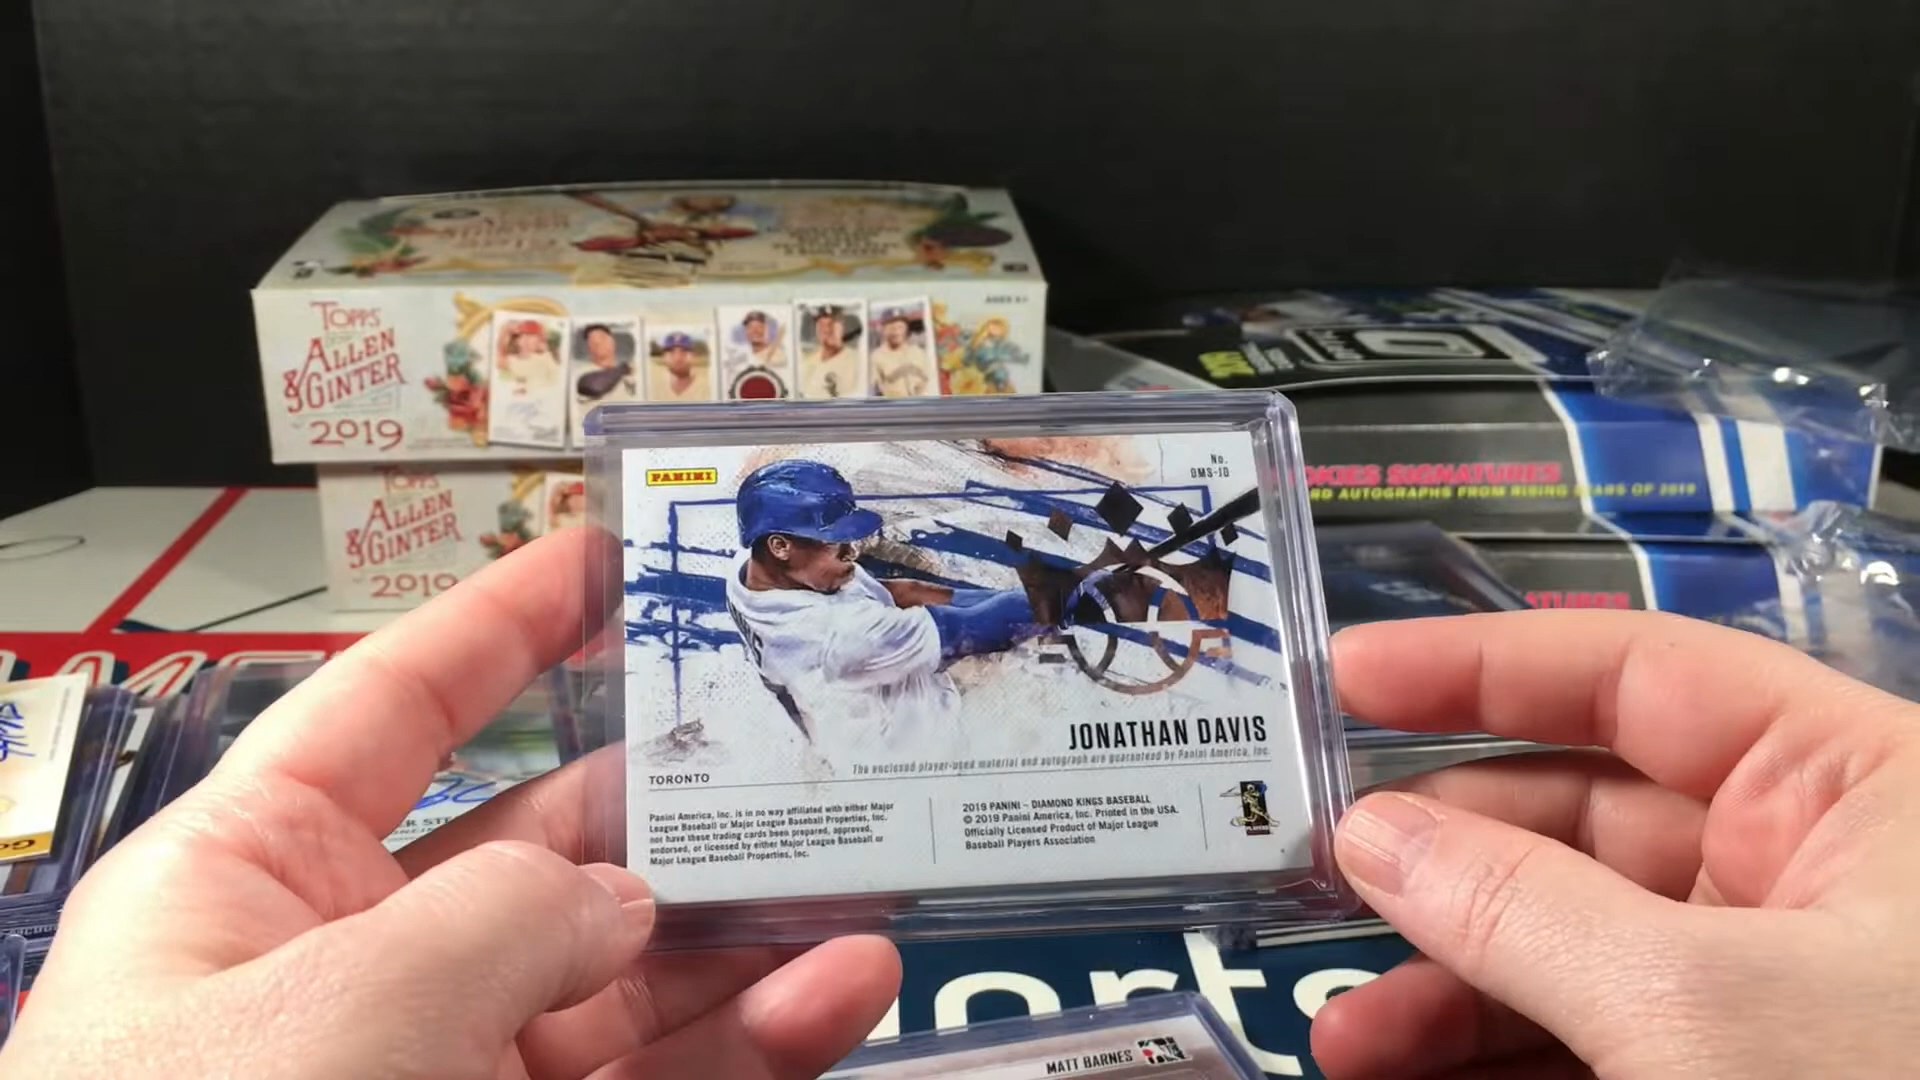 AGES 6+
TOPPS
ALLEN
& GINTER
2019
TOPPS
ALLEN
& GINTER
2019
SIGNATURES
AUTOGRAPHS FROM RISING STARS OF 2019
PANINI
No.
DMS-JD
JONATHAN DAVIS
The enclosed player-used material and autograph are guaranteed by Panini America, Inc.
TORONTO
Panini America, Inc. is in no way affiliated with either Major
League Baseball or Major League Baseball Properties, Inc.
not have these trading cards been prepared, approved,
endorsed, or licensed by either Major League Baseball or
Major League Baseball Properties, Inc.
2019 PANINI – DIAMOND KINGS BASEBALL
© 2019 Panini America, Inc. Printed in the USA.
Officially Licensed Product of Major League
Baseball Players Association
PLAYERS
orts
MATT BARNES